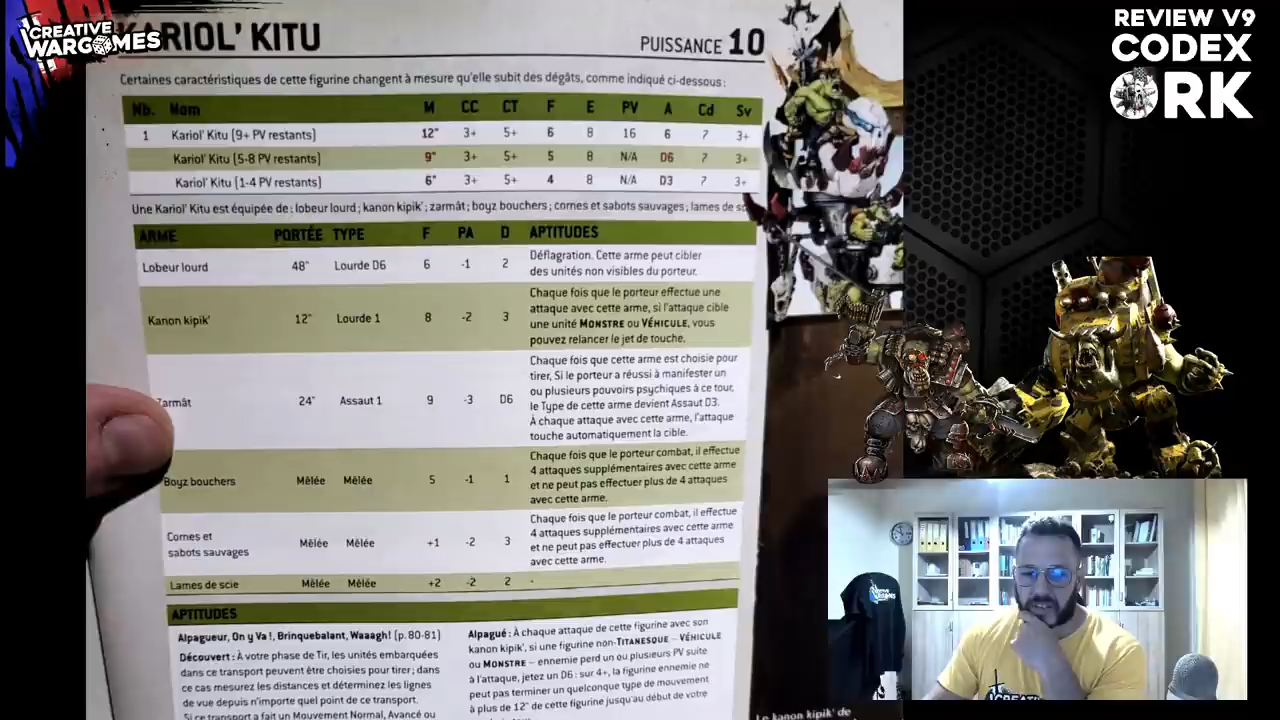 CREATIVE
WARGAMES
KARIOL' KITU
PUISSANCE 10
Certaines caractéristiques de cette figurine changent à mesure qu'elle subit des dégâts, comme indiqué ci-dessous :
Nb. Nom M CC CT F E PV A Cd Sv
1 Kariol' Kitu (9+ PV restants) 12" 3+ 5+ 6 8 16 6 7 3+
Kariol' Kitu (5-8 PV restants) 9" 3+ 5+ 5 8 N/A D6 7 3+
Kariol' Kitu (1-4 PV restants) 6" 3+ 5+ 4 8 N/A D3 7 3+
Une Kariol' Kitu est équipée de : lobeur lourd ; kanon kipik' ; zarmât ; boyz bouchers ; cornes et sabots sauvages ; lames de
ARME PORTÉE TYPE F PA D APTITUDES
Lobeur lourd 48" Lourde D6 6 -1 2 Déflagration. Cette arme peut cibler
des unités non visibles du porteur.
Kanon kipik' 12" Lourde 1 8 -2 3 Chaque fois que le porteur effectue une
attaque avec cette arme, si l'attaque cible
une unité MONSTRE ou VÉHICULE, vous
pouvez relancer le jet de touche.
Zarmât 24" Assaut 1 9 -3 D6 Chaque fois que cette arme est choisie pour
tirer, Si le porteur a réussi à manifester un
ou plusieurs pouvoirs psychiques à ce tour,
le Type de cette arme devient Assaut D3.
À chaque attaque avec cette arme, l'attaque
touche automatiquement la cible.
Boyz bouchers Mêlée Mêlée 5 -1 1 Chaque fois que le porteur combat, il effectue
4 attaques supplémentaires avec cette arme
et ne peut pas effectuer plus de 4 attaques
avec cette arme.
Cornes et
sabots sauvages Mêlée Mêlée +1 -2 3 Chaque fois que le porteur combat, il effectue
4 attaques supplémentaires avec cette arme
et ne peut pas effectuer plus de 4 attaques
avec cette arme.
Lames de scie Mêlée Mêlée +2 -2 2 -
APTITUDES
Alpagueur, On y Va !, Brinquebalant, Waaagh! (p. 80-81)
Découvert : À votre phase de Tir, les unités embarquées
dans ce transport peuvent être choisies pour tirer ; dans
ce cas mesurez les distances et déterminez les lignes
de vue depuis n'importe quel point de ce transport.
Si ce transport a fait un Mouvement Normal, Avancé ou
Alpagué : À chaque attaque de cette figurine avec son
kanon kipik', si une figurine non-TITANESQUE – VÉHICULE
ou MONSTRE – ennemie perd un ou plusieurs PV suite
à l'attaque, jetez un D6 : sur 4+, la figurine ennemie ne
peut pas terminer un quelconque type de mouvement
à plus de 12" de cette figurine jusqu'au début de votre
Le kanon kipik' de
REVIEW V9
CODEX
ORK